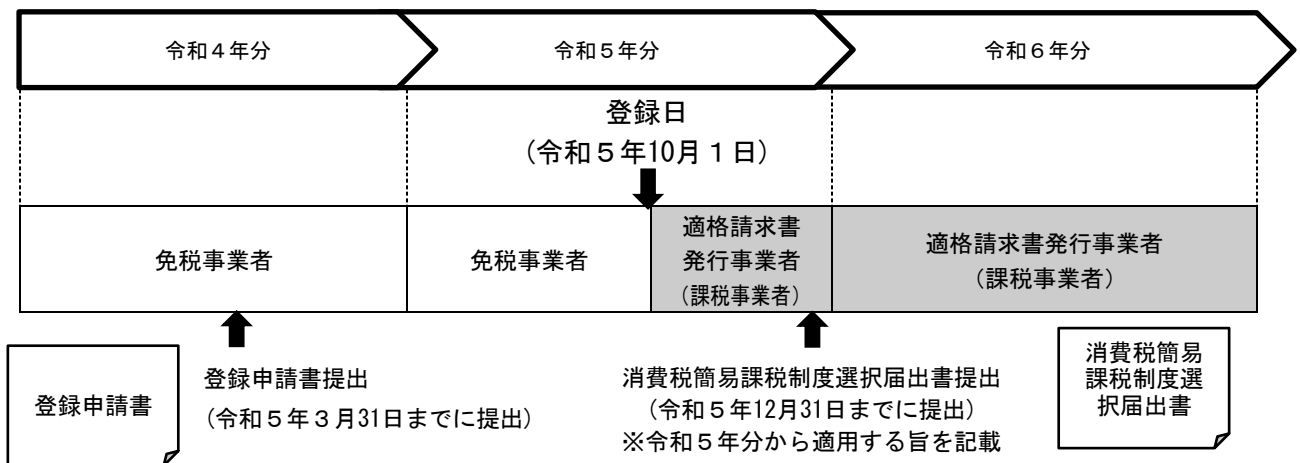 令和４年分
令和５年分
令和６年分
登録日
（令和５年10月１日）
免税事業者
免税事業者
適格請求書
発行事業者
（課税事業者）
適格請求書発行事業者
（課税事業者）
登録申請書
登録申請書提出
（令和５年３月31日までに提出）
消費税簡易課税制度選択届出書提出
（令和５年12月31日までに提出）
※令和５年分から適用する旨を記載
消費税簡易
課税制度選
択届出書